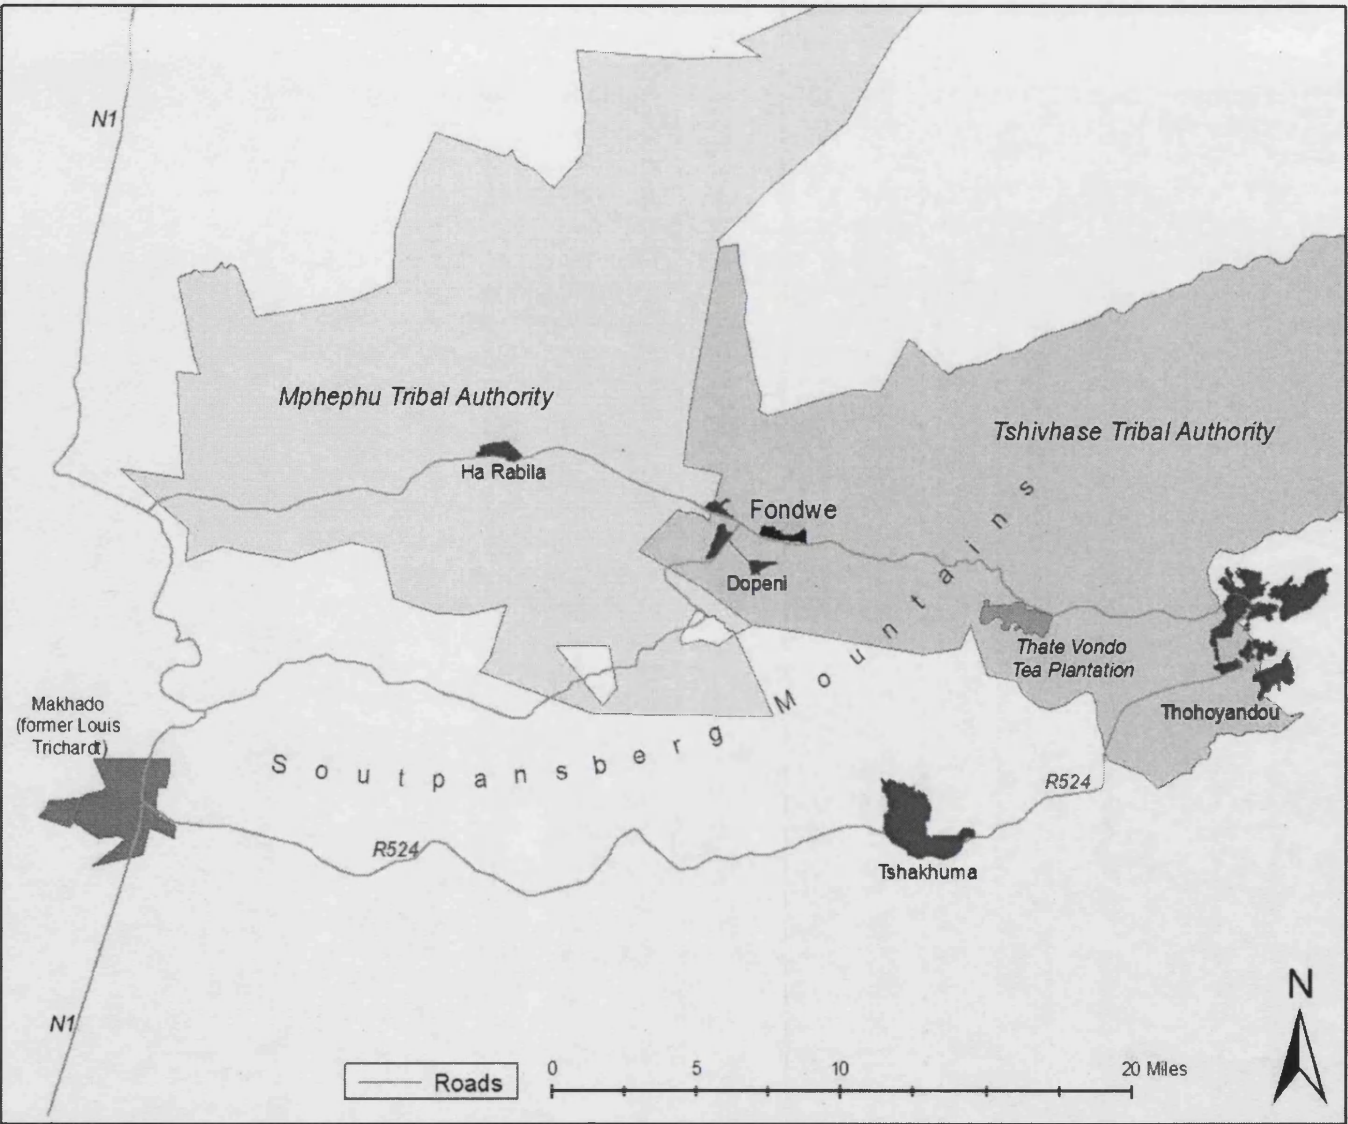 N1
Mphephu Tribal Authority
Tshivhase Tribal Authority
Ha Rabila
Fondwe
Dopeni
Thate Vondo
Tea Plantation
Thohoyandou
Makhado
(former Louis
Trichardt)
Soutpansberg Mountains
R524
R524
Tshakhuma
N1
N
Roads
0 5 10 20 Miles